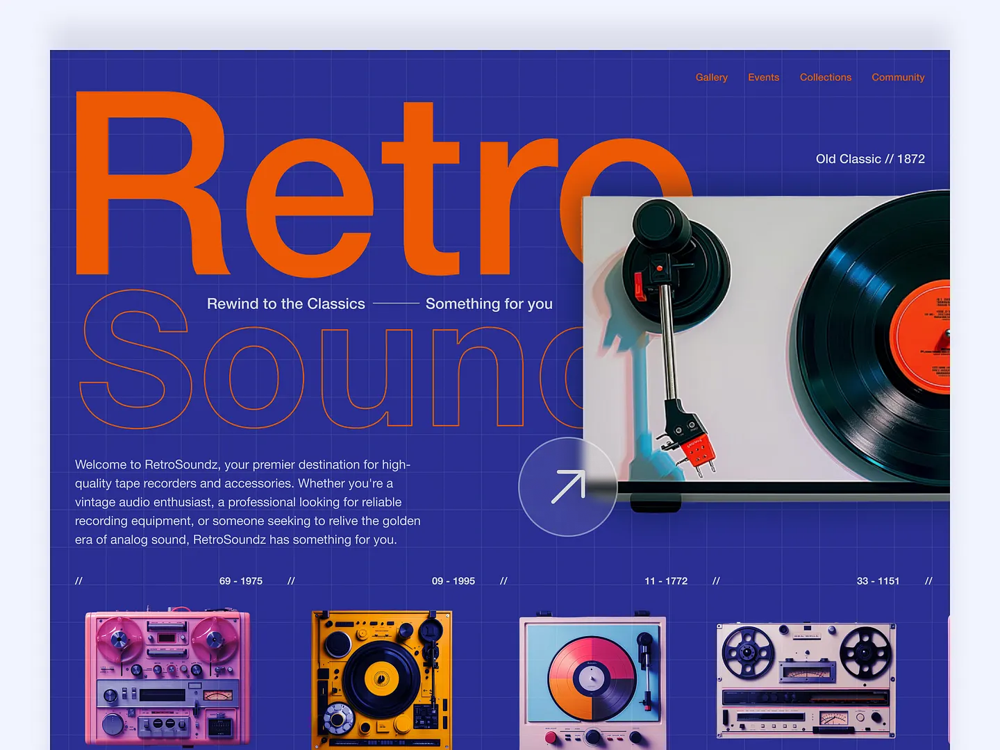 Gallery Events Collections Community
Retro
Old Classic // 1872
Rewind to the Classics Something for you
Soun
Welcome to RetroSoundz, your premier destination for high-
quality tape recorders and accessories. Whether you're a
vintage audio enthusiast, a professional looking for reliable
recording equipment, or someone seeking to relive the golden
era of analog sound, RetroSoundz has something for you.
// 69 - 1975 // 09 - 1995 // 11 - 1772 // 33 - 1151 //